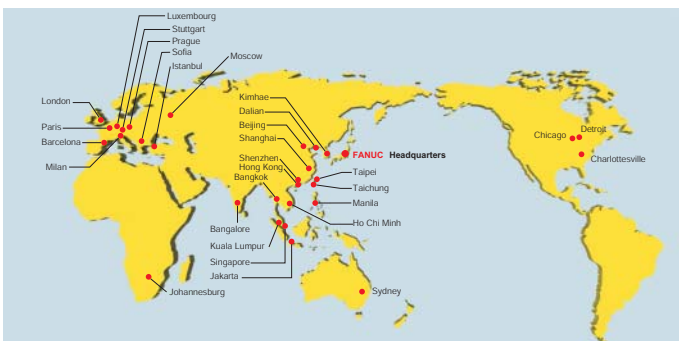 Luxembourg
Stuttgart
Prague
Sofia
Istanbul
Moscow
London
Paris
Barcelona
Milan
Kimhae
Dalian
Beijing
Shanghai
FANUC Headquarters
Shenzhen
Hong Kong
Bangkok
Taipei
Taichung
Manila
Ho Chi Minh
Bangalore
Kuala Lumpur
Singapore
Jakarta
Johannesburg
Sydney
Chicago
Detroit
Charlottesville